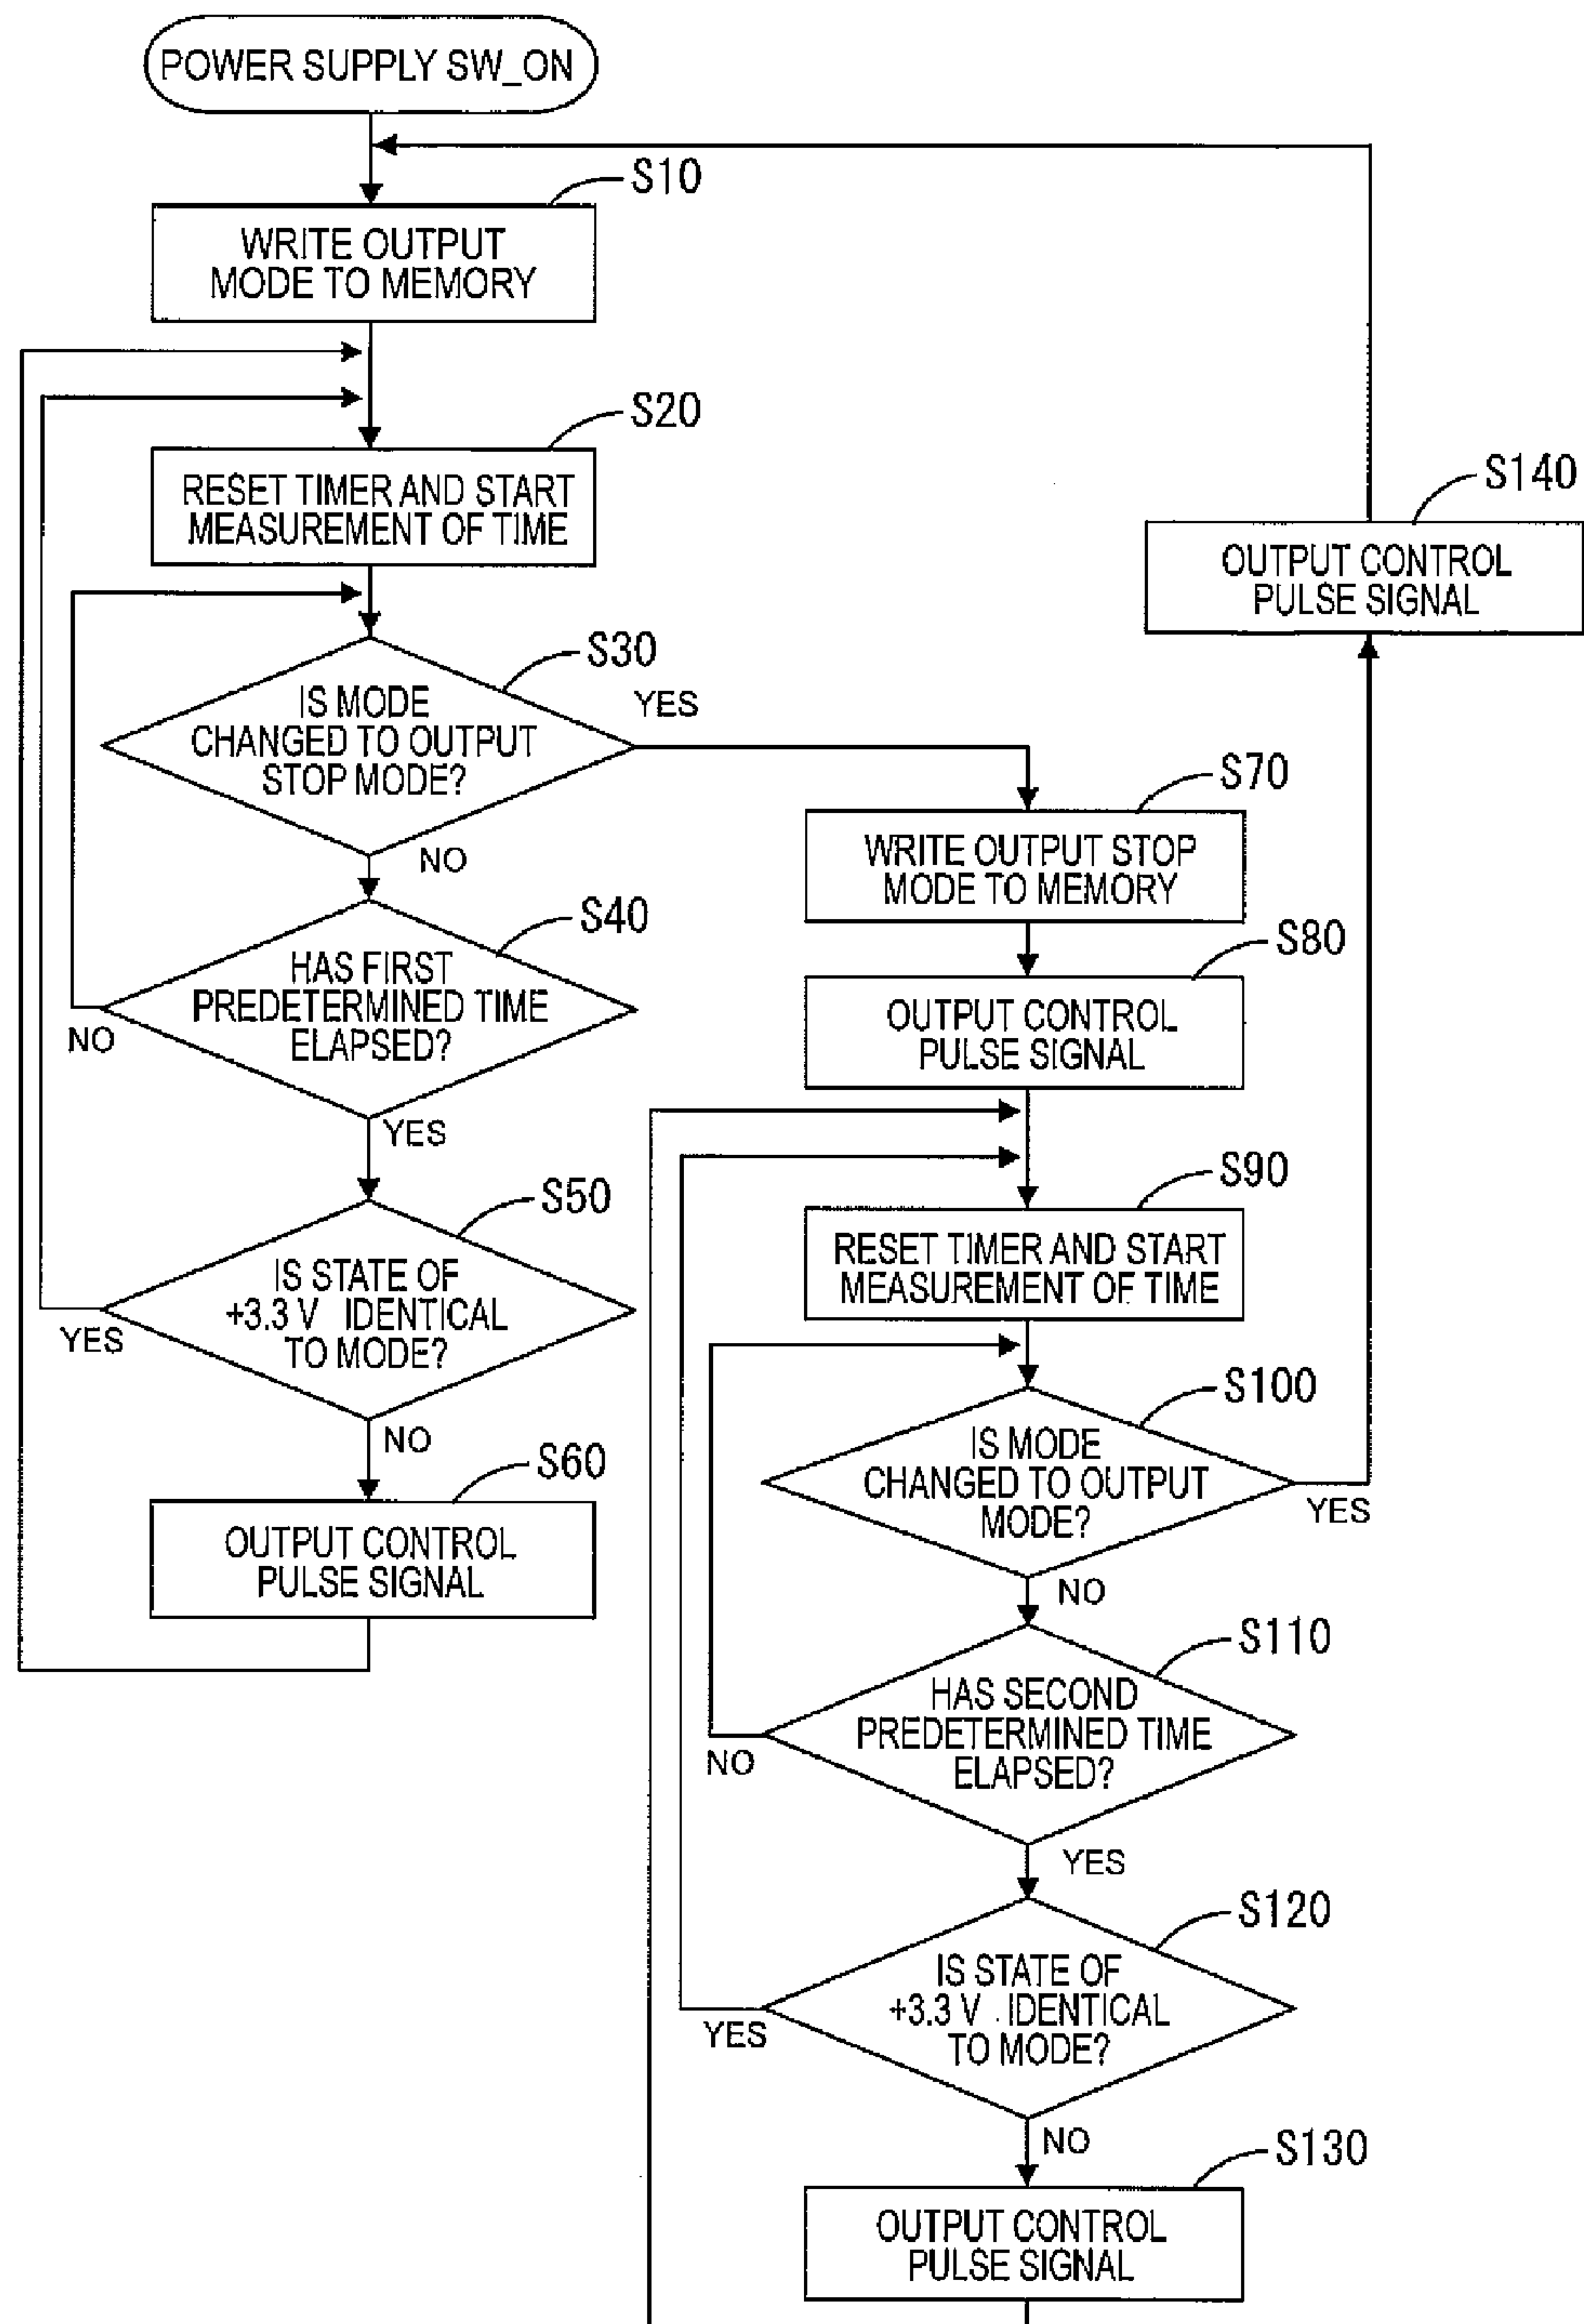 POWER SUPPLY SW_ON
S10
WRITE OUTPUT
MODE TO MEMORY
S20
RESET TIMER AND START
MEASUREMENT OF TIME
S30
IS MODE
CHANGED TO OUTPUT
STOP MODE?
YES
NO
S40
HAS FIRST
PREDETERMINED TIME
ELAPSED?
NO
YES
S50
IS STATE OF
+3.3 V IDENTICAL
TO MODE?
YES
NO
S60
OUTPUT CONTROL
PULSE SIGNAL
S70
WRITE OUTPUT STOP
MODE TO MEMORY
S80
OUTPUT CONTROL
PULSE SIGNAL
S90
RESET TIMER AND START
MEASUREMENT OF TIME
S100
IS MODE
CHANGED TO OUTPUT
MODE?
YES
NO
S110
HAS SECOND
PREDETERMINED TIME
ELAPSED?
NO
YES
S120
IS STATE OF
+3.3 V IDENTICAL
TO MODE?
YES
NO
S130
OUTPUT CONTROL
PULSE SIGNAL
S140
OUTPUT CONTROL
PULSE SIGNAL